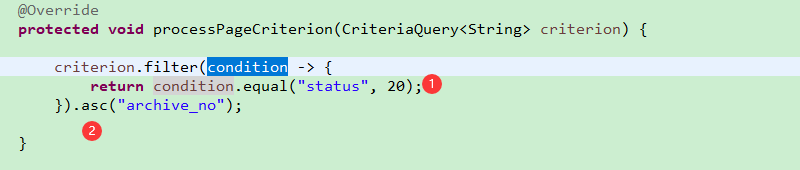 @Override
protected void processPageCriterion(CriteriaQuery<String> criterion) {
criterion.filter(condition -> {
return condition.equal("status", 20); 1
}).asc("archive_no");
2
}